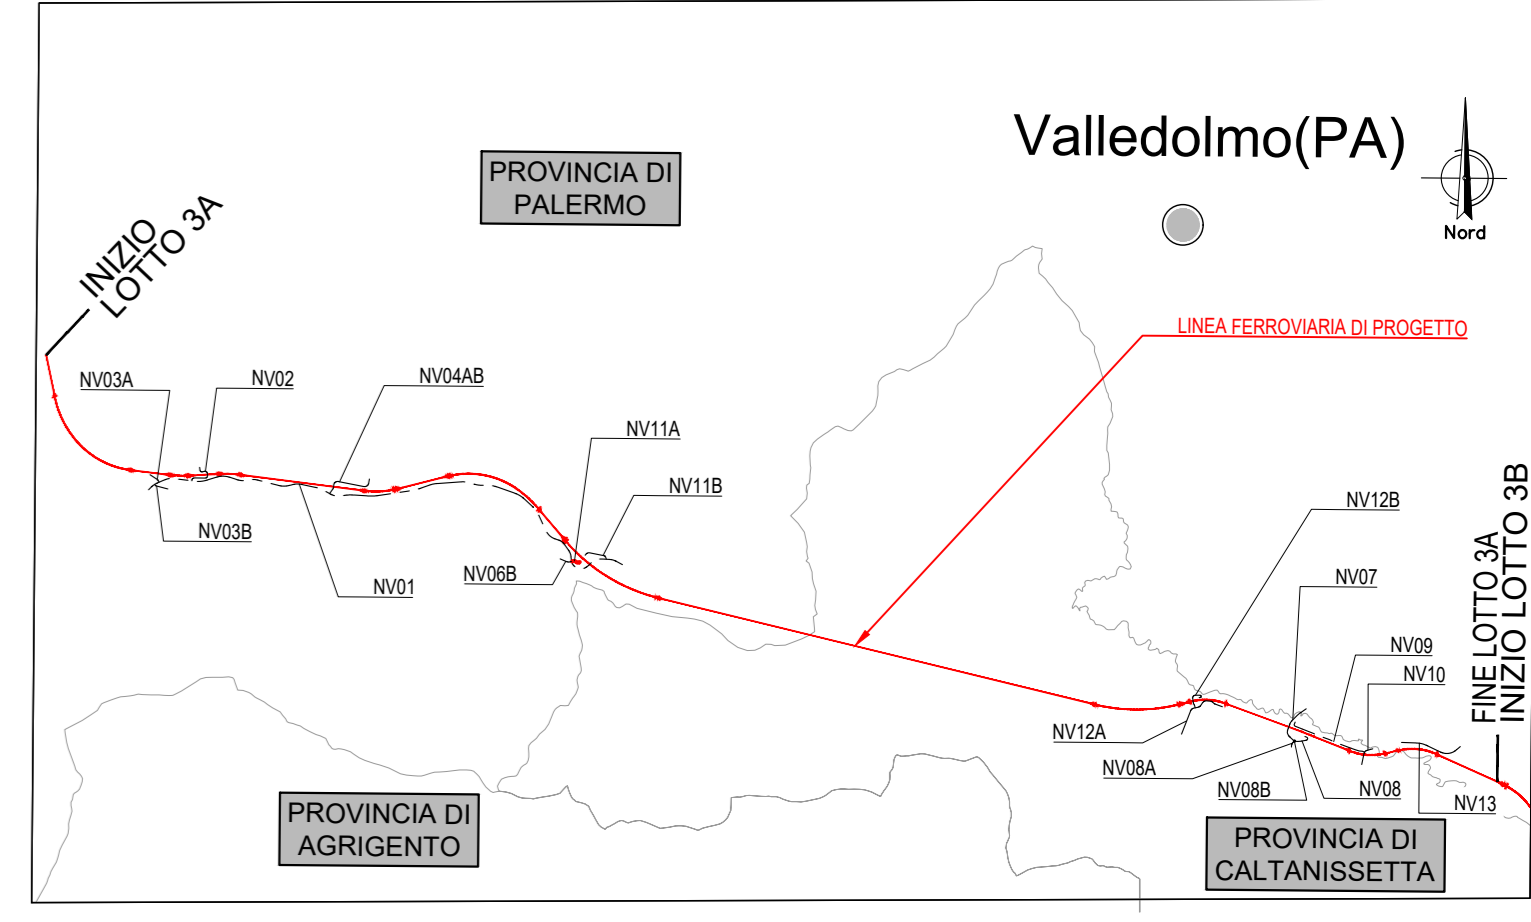 Valledolmo(PA)
Nord
PROVINCIA DI
PALERMO
INIZIO
LOTTO 3A
LINEA FERROVIARIA DI PROGETTO
NV03A
NV02
NV04AB
NV11A
NV11B
NV03B
NV01
NV06B
NV12B
NV07
NV09
NV10
NV12A
NV08A
NV08B
NV08
NV13
FINE LOTTO 3A
INIZIO LOTTO 3B
PROVINCIA DI
AGRIGENTO
PROVINCIA DI
CALTANISSETTA